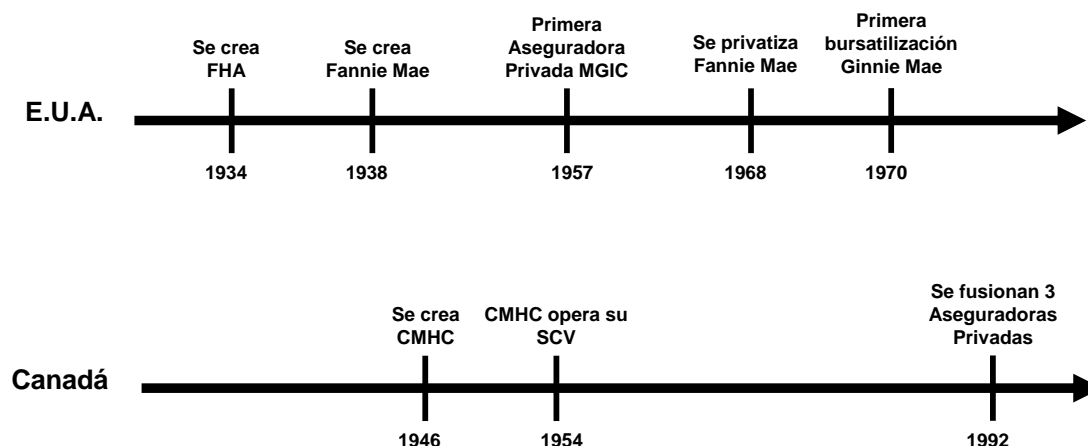 Se crea
FHA
Se crea
Fannie Mae
Primera
Aseguradora
Privada MGIC
Se privatiza
Fannie Mae
Primera
bursatilización
Ginnie Mae
E.U.A.
1934
1938
1957
1968
1970
Se crea
CMHC
CMHC opera su
SCV
Se fusionan 3
Aseguradoras
Privadas
Canadá
1946
1954
1992